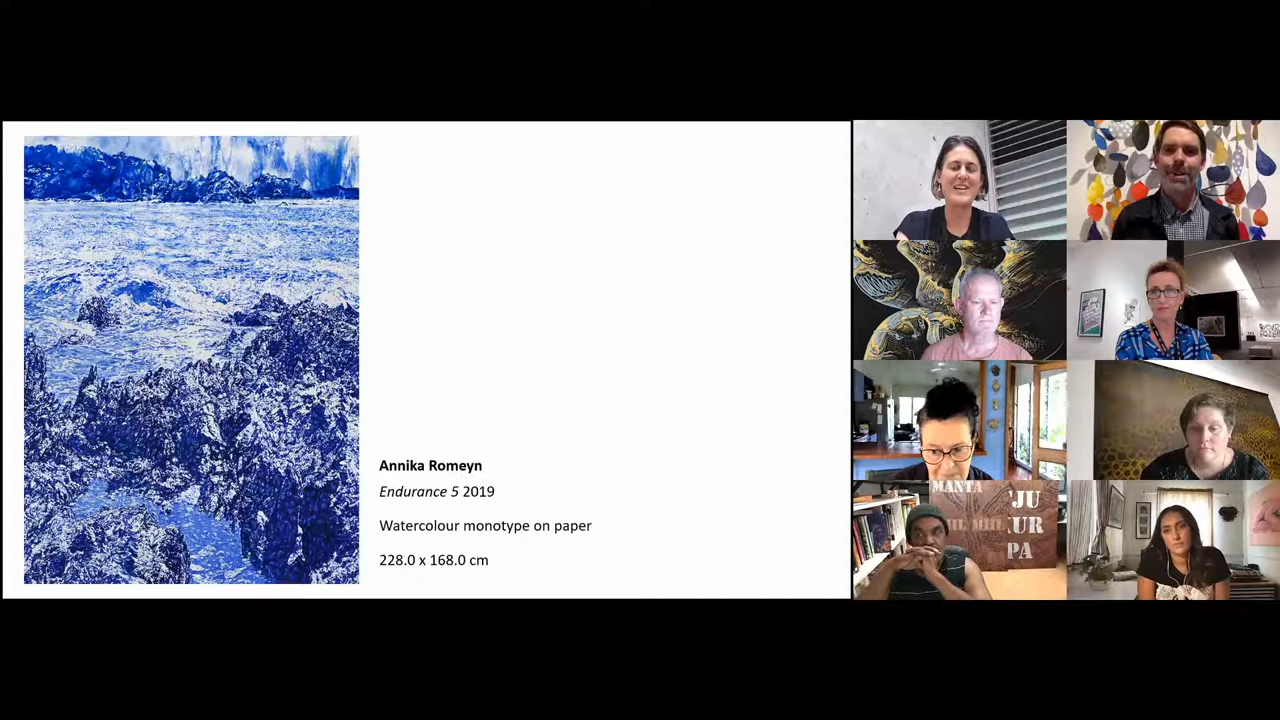 Annika Romeyn
Endurance 5 2019
Watercolour monotype on paper
228.0 x 168.0 cm
MANTA
JU
UR
PA